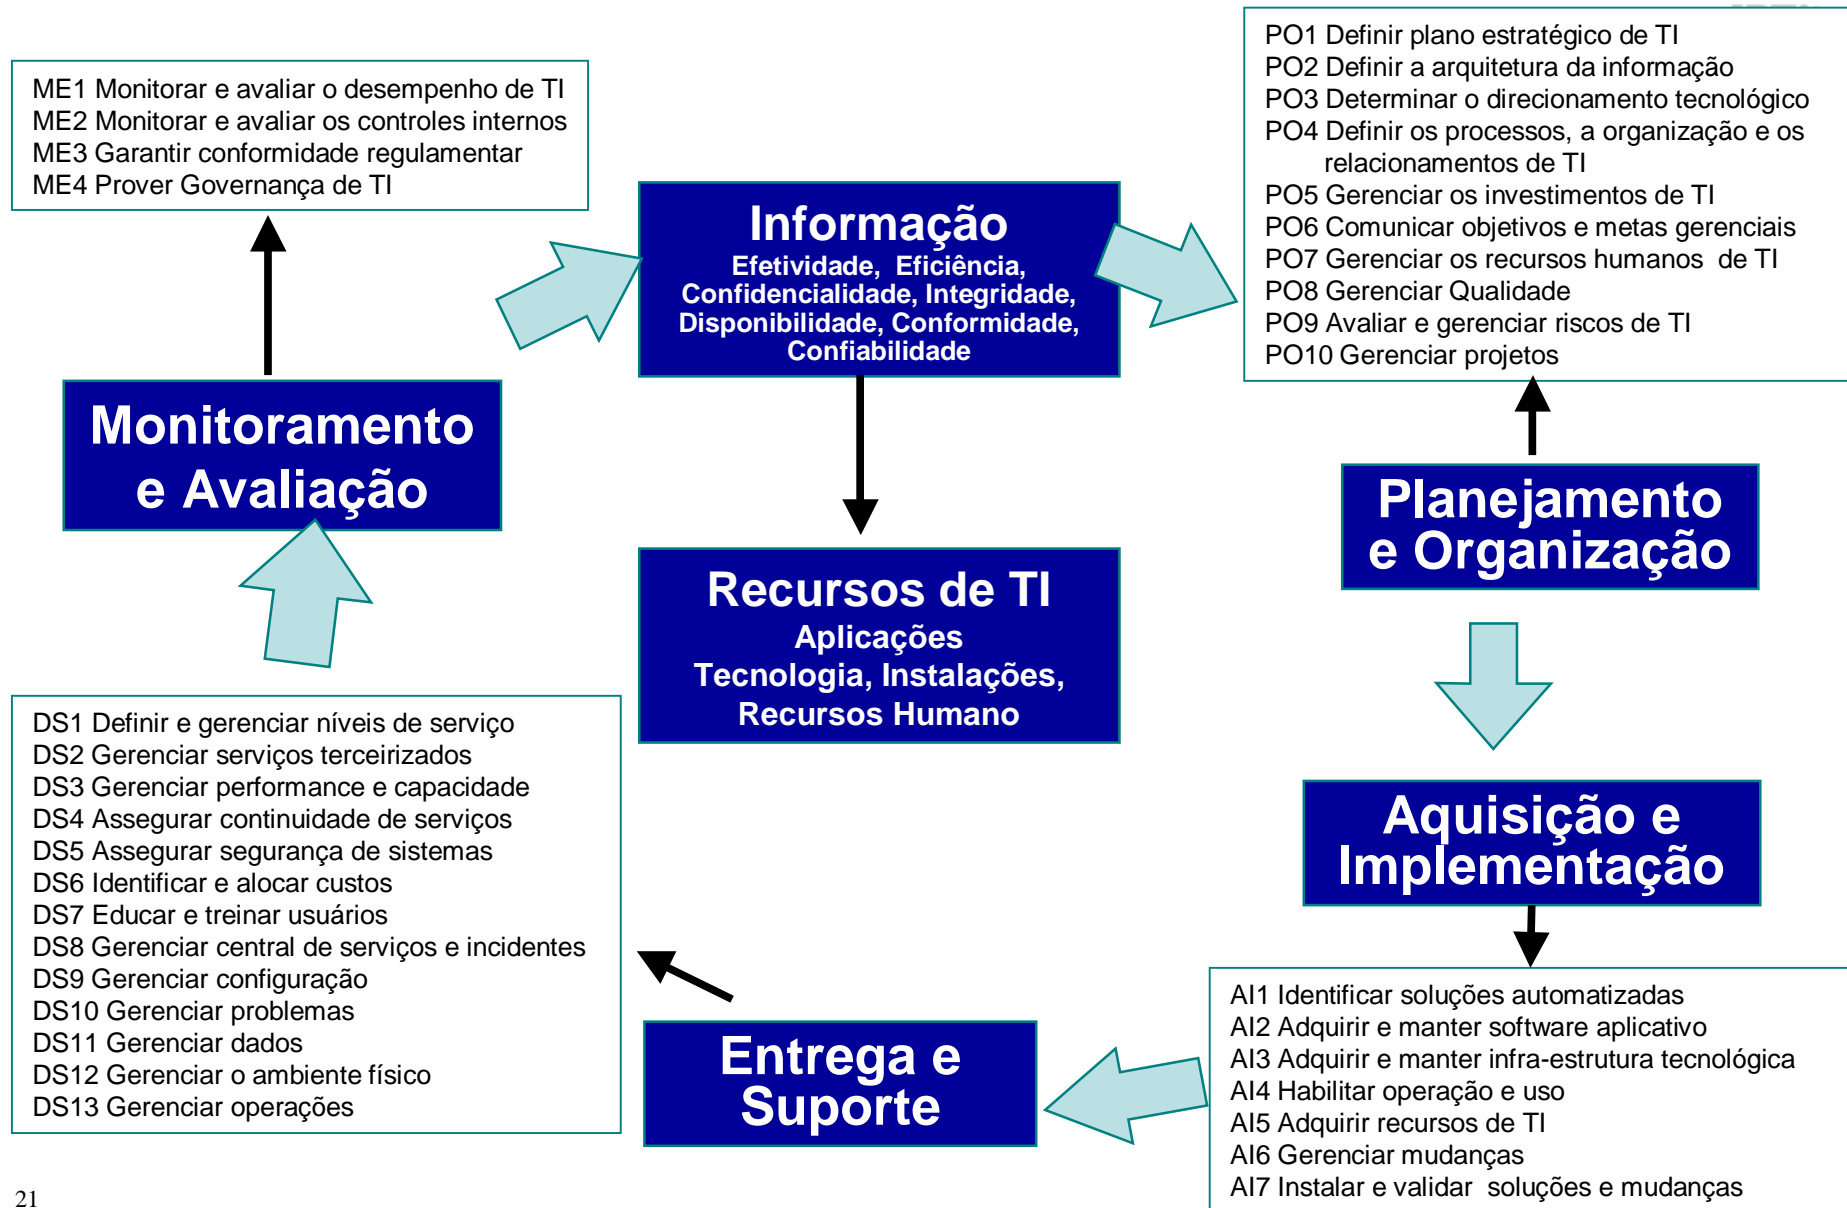 ME1 Monitorar e avaliar o desempenho de TI
ME2 Monitorar e avaliar os controles internos
ME3 Garantir conformidade regulamentar
ME4 Prover Governança de TI
Informação
Efetividade, Eficiência,
Confidencialidade, Integridade,
Disponibilidade, Conformidade,
Confiabilidade
PO1 Definir plano estratégico de TI
PO2 Definir a arquitetura da informação
PO3 Determinar o direcionamento tecnológico
PO4 Definir os processos, a organização e os
relacionamentos de TI
PO5 Gerenciar os investimentos de TI
PO6 Comunicar objetivos e metas gerenciais
PO7 Gerenciar os recursos humanos de TI
PO8 Gerenciar Qualidade
PO9 Avaliar e gerenciar riscos de TI
PO10 Gerenciar projetos
Monitoramento
e Avaliação
Recursos de TI
Aplicações
Tecnologia, Instalações,
Recursos Humano
Planejamento
e Organização
Aquisição e
Implementação
DS1 Definir e gerenciar níveis de serviço
DS2 Gerenciar serviços terceirizados
DS3 Gerenciar performance e capacidade
DS4 Assegurar continuidade de serviços
DS5 Assegurar segurança de sistemas
DS6 Identificar e alocar custos
DS7 Educar e treinar usuários
DS8 Gerenciar central de serviços e incidentes
DS9 Gerenciar configuração
DS10 Gerenciar problemas
DS11 Gerenciar dados
DS12 Gerenciar o ambiente físico
DS13 Gerenciar operações
Entrega e
Suporte
AI1 Identificar soluções automatizadas
AI2 Adquirir e manter software aplicativo
AI3 Adquirir e manter infra-estrutura tecnológica
AI4 Habilitar operação e uso
AI5 Adquirir recursos de TI
AI6 Gerenciar mudanças
AI7 Instalar e validar soluções e mudanças
21